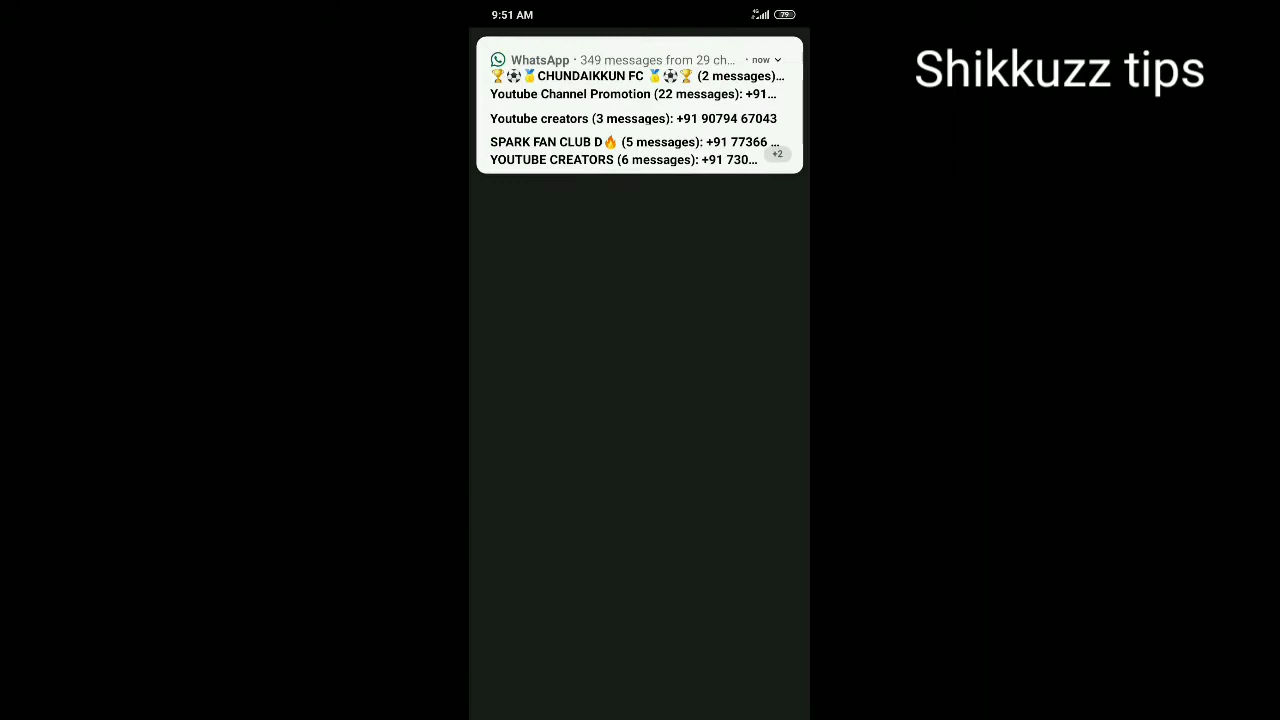 9:51 AM
4G
79
Shikkuzz tips
WhatsApp · 349 messages from 29 ch... · now
🏆⚽🥇CHUNDAIKKUN FC 🥇⚽🏆 (2 messages)...
Youtube Channel Promotion (22 messages): +91...
Youtube creators (3 messages): +91 90794 67043
SPARK FAN CLUB D🔥 (5 messages): +91 77366 ...
YOUTUBE CREATORS (6 messages): +91 730...
+2